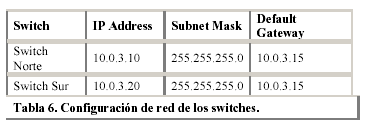 Switch IP Address Subnet Mask Default Gateway
Switch Norte 10.0.3.10 255.255.255.0 10.0.3.15
Switch Sur 10.0.3.20 255.255.255.0 10.0.3.15
Tabla 6. Configuración de red de los switches.